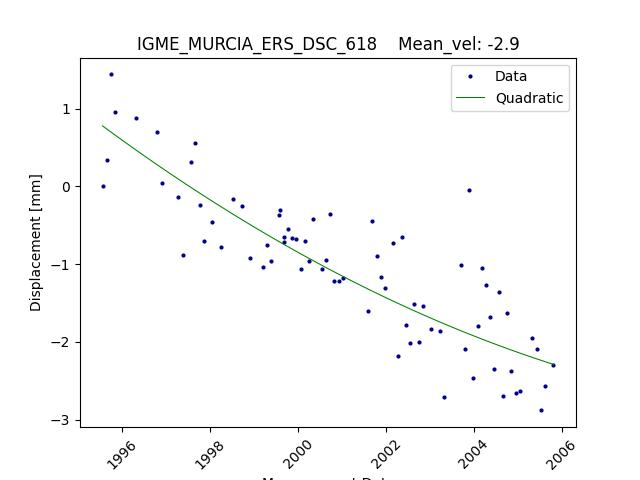 IGME_MURCIA_ERS_DSC_618    Mean_vel: -2.9
Data
Quadratic
Displacement [mm]
1
0
−1
−2
−3
1996
1998
2000
2002
2004
2006